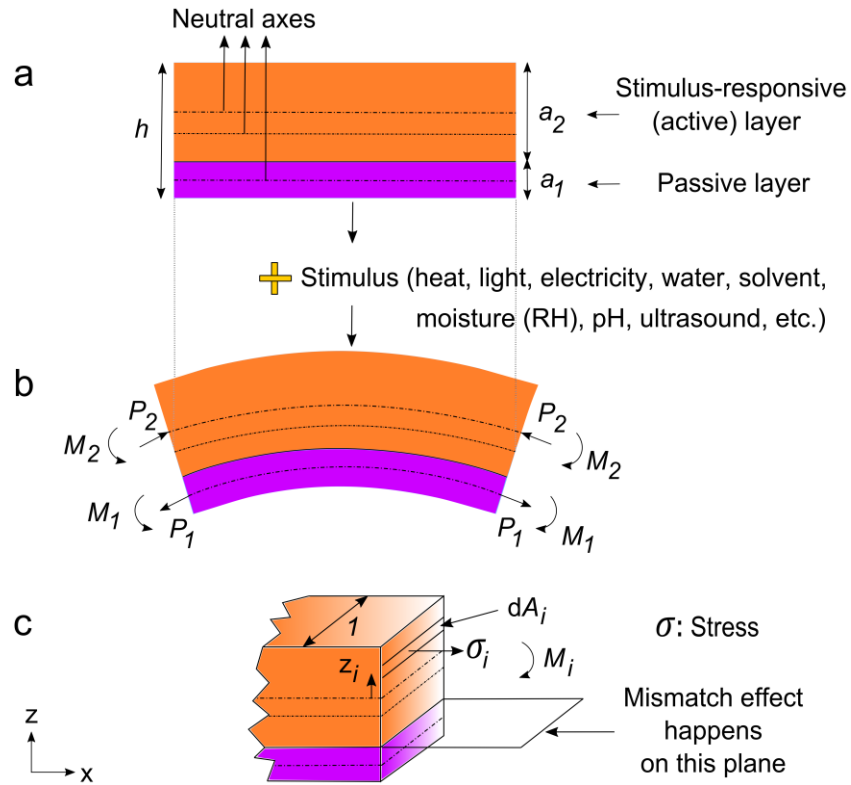 Neutral axes
a
h
a2
Stimulus-responsive
(active) layer
a1
Passive layer
Stimulus (heat, light, electricity, water, solvent,
moisture (RH), pH, ultrasound, etc.)
b
P2
P2
M2
M2
M1
P1
P1
M1
c
1
dAi
σ: Stress
zi
σi
Mi
Mismatch effect
happens
on this plane
z
x